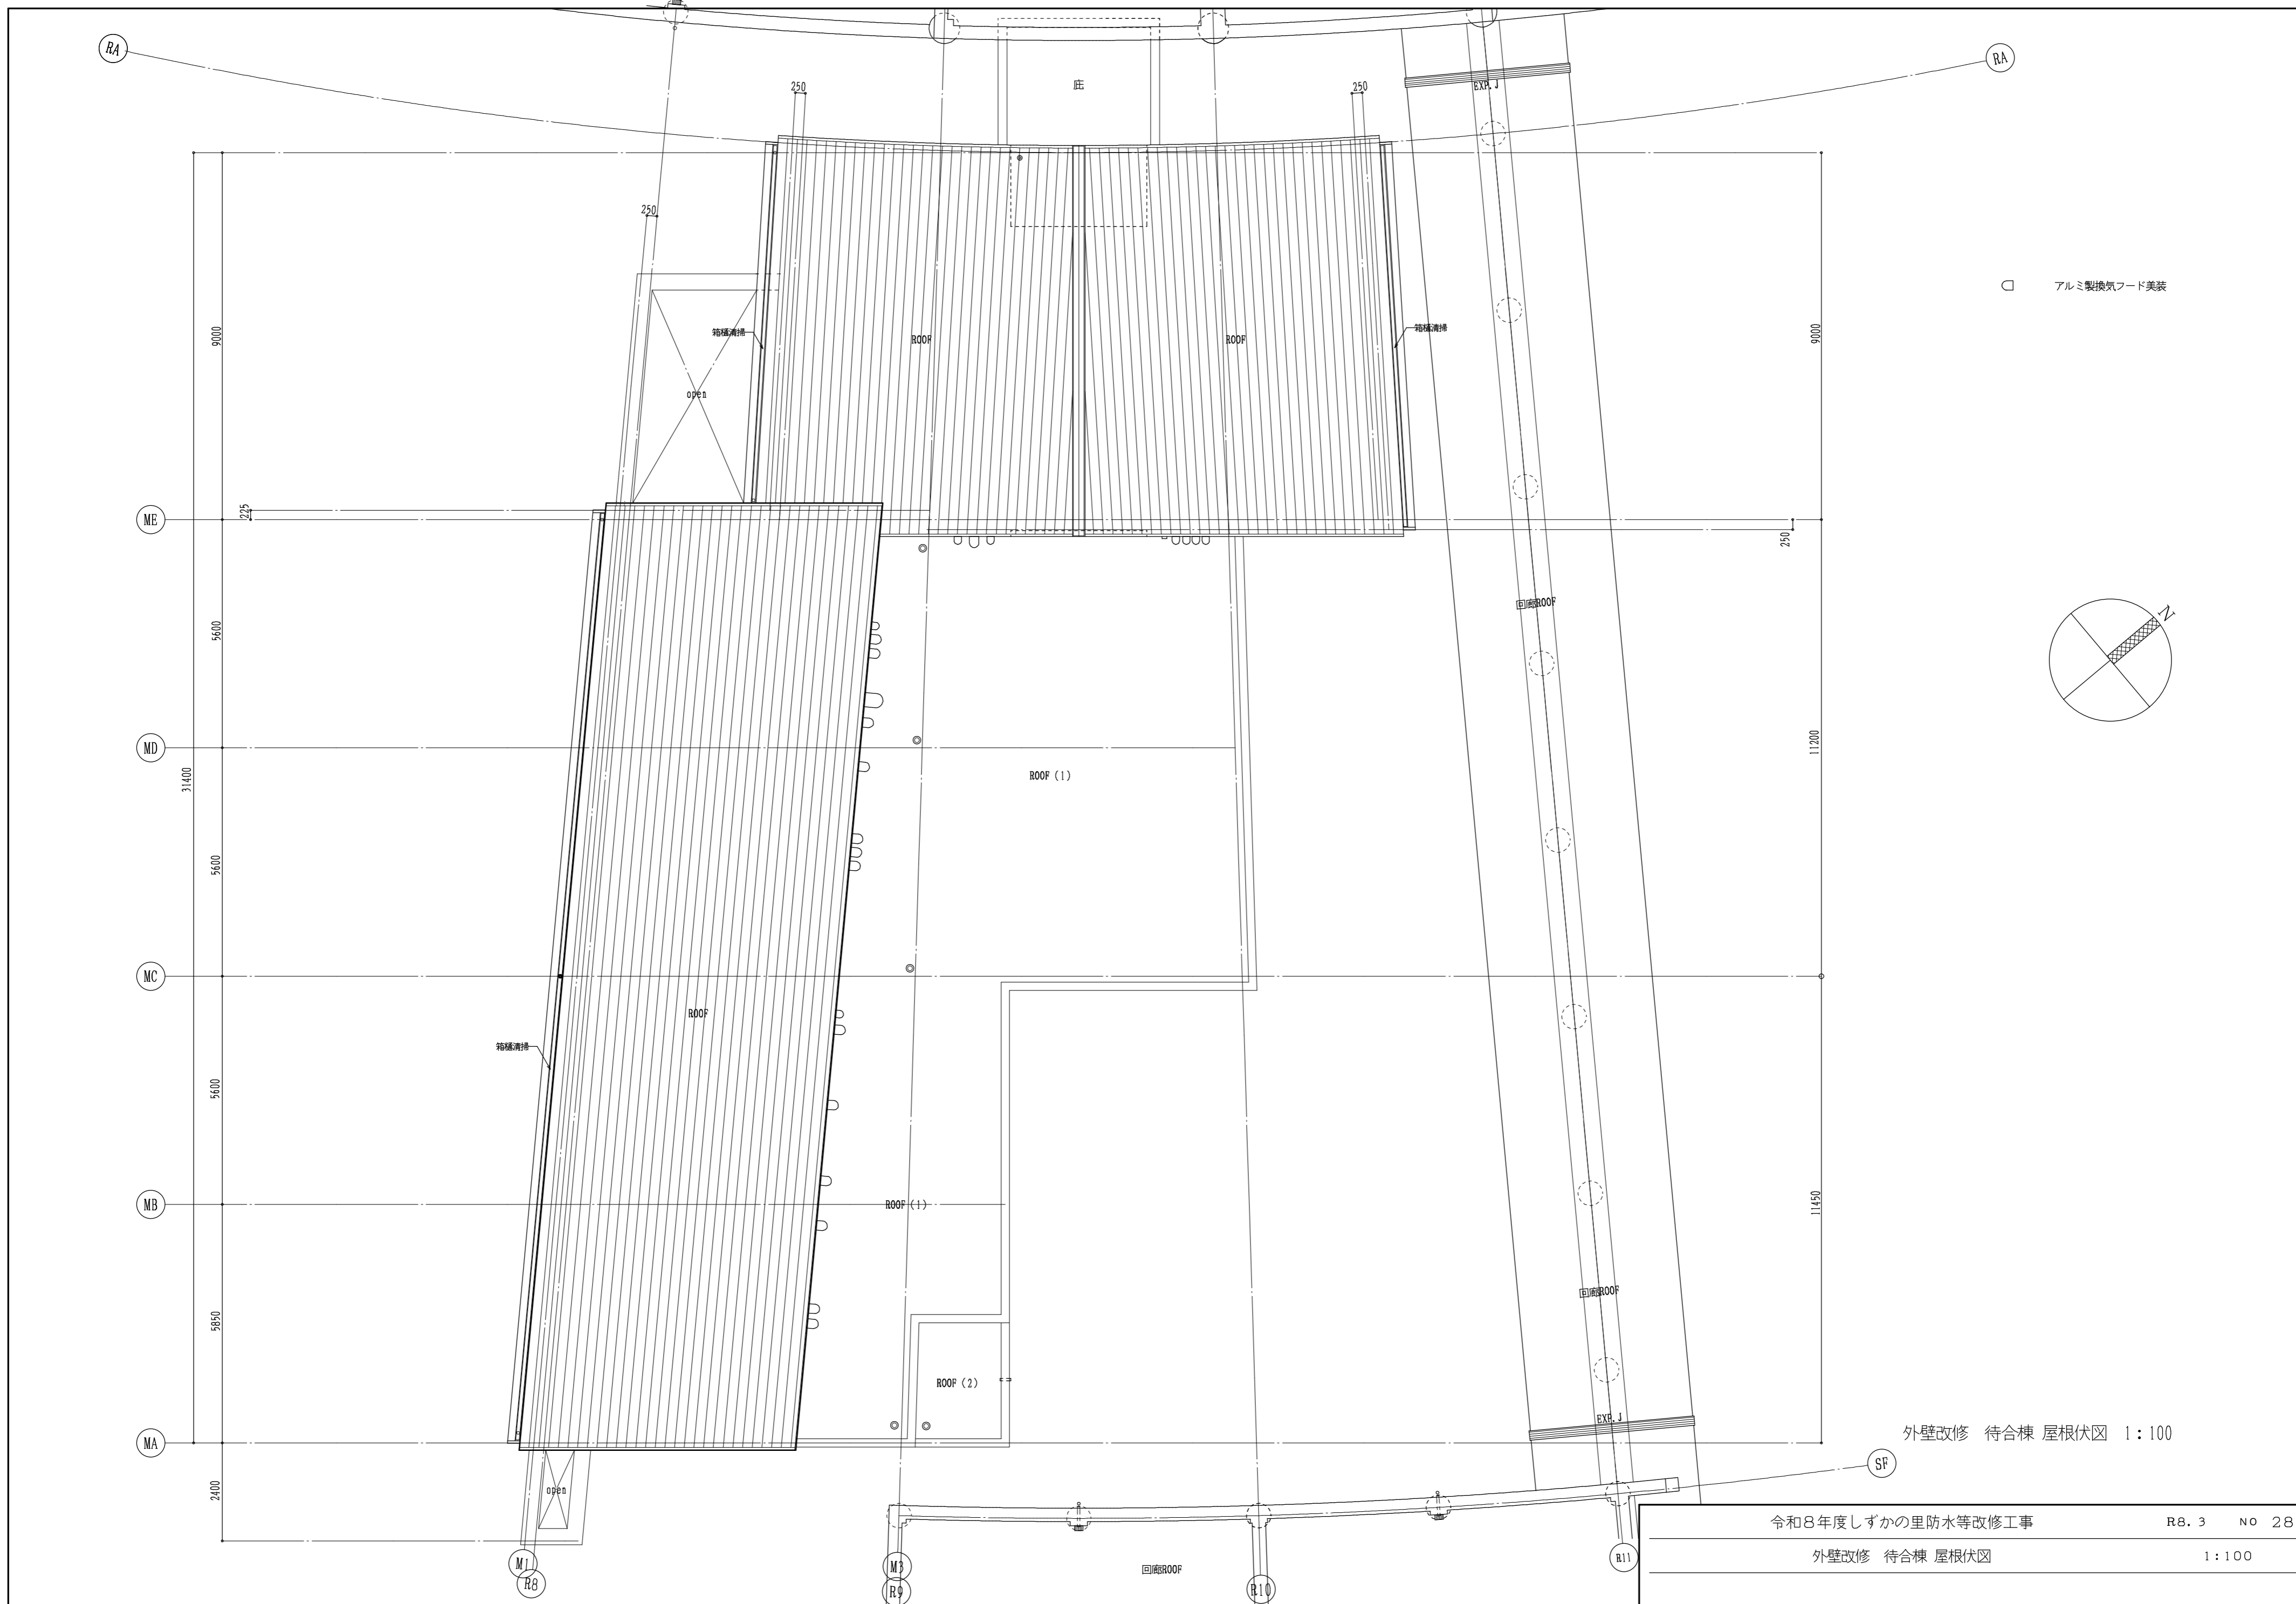 RA
RA
EXP.J
庇
250
250
250
アルミ製換気フード美装
箱樋清掃
箱樋清掃
9000
9000
ROOF
ROOF
open
ME
225
250
N
回廊ROOF
5600
MD
11200
31400
ROOF（1）
5600
MC
ROOF
箱樋清掃
5600
MB
ROOF（1）
11450
回廊ROOF
5850
ROOF（2）
EXP.J
MA
外壁改修　待合棟 屋根伏図　1：100
SF
2400
open
令和８年度しずかの里防水等改修工事　R8.3　NO 28
外壁改修　待合棟 屋根伏図　1:100
M1
R8
M3
R9
回廊ROOF
R10
R11